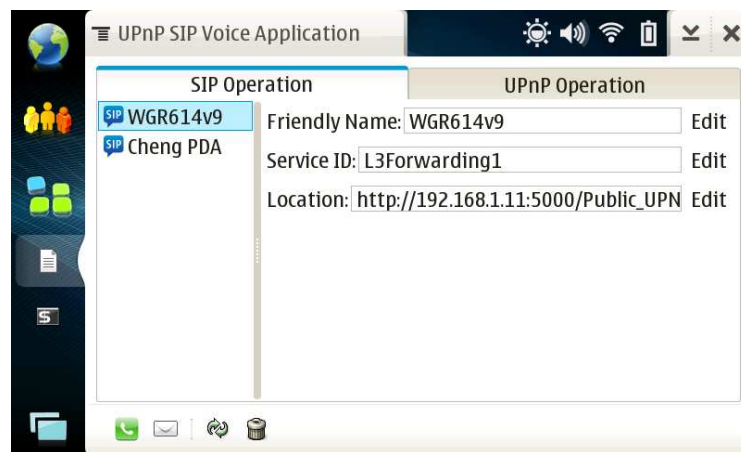 UPnP SIP Voice Application
SIP Operation UPnP Operation
SIP WGR614v9
SIP Cheng PDA
Friendly Name: WGR614v9 Edit
Service ID: L3Forwarding1 Edit
Location: http://192.168.1.11:5000/Public_UPN Edit
$